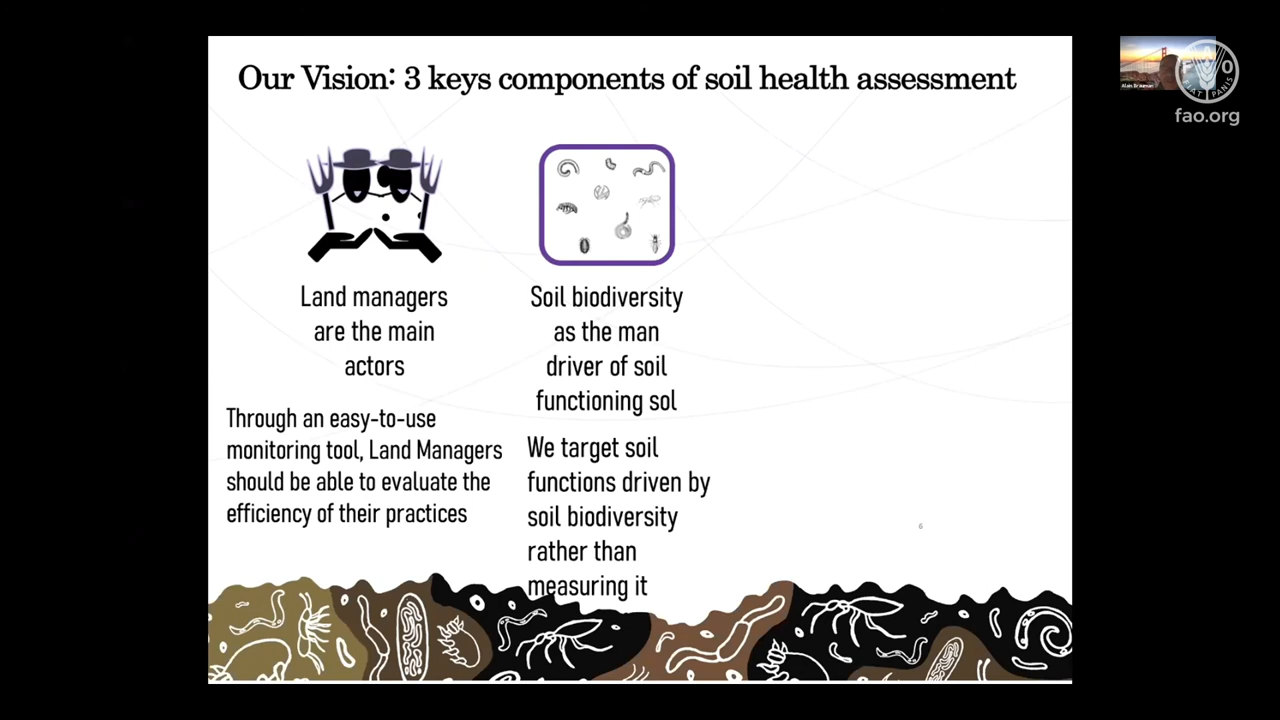 Our Vision: 3 keys components of soil health assessment
Land managers
are the main
actors
Through an easy-to-use
monitoring tool, Land Managers
should be able to evaluate the
efficiency of their practices
Soil biodiversity
as the man
driver of soil
functioning sol
We target soil
functions driven by
soil biodiversity
rather than
measuring it
6
F A O
FIAT PANIS
fao.org